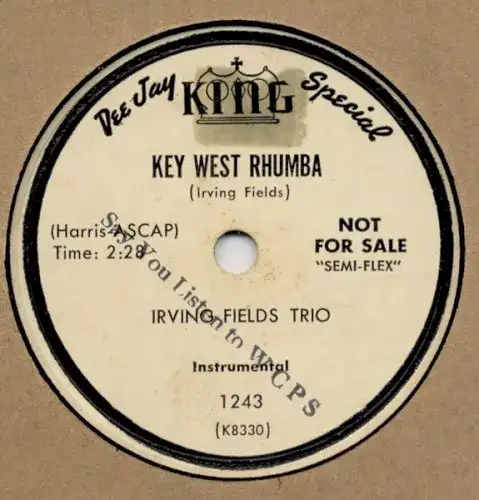 Dee Jay KING Special
KEY WEST RHUMBA
(Irving Fields)
(Harris-ASCAP)
Time: 2:28
NOT
FOR SALE
"SEMI-FLEX"
Say You Listen to WCPS
IRVING FIELDS TRIO
Instrumental
1243
(K8330)